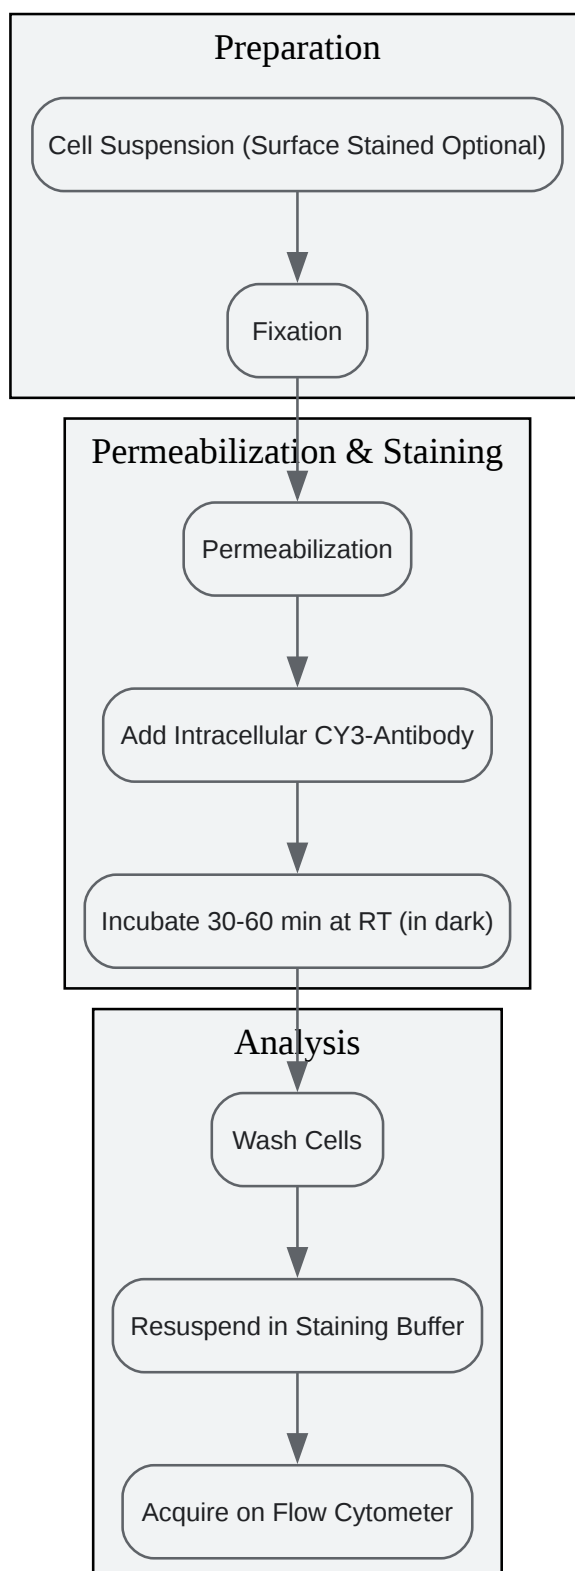 Preparation
Cell Suspension (Surface Stained Optional)
Fixation
Permeabilization & Staining
Permeabilization
Add Intracellular CY3-Antibody
Incubate 30-60 min at RT (in dark)
Analysis
Wash Cells
Resuspend in Staining Buffer
Acquire on Flow Cytometer